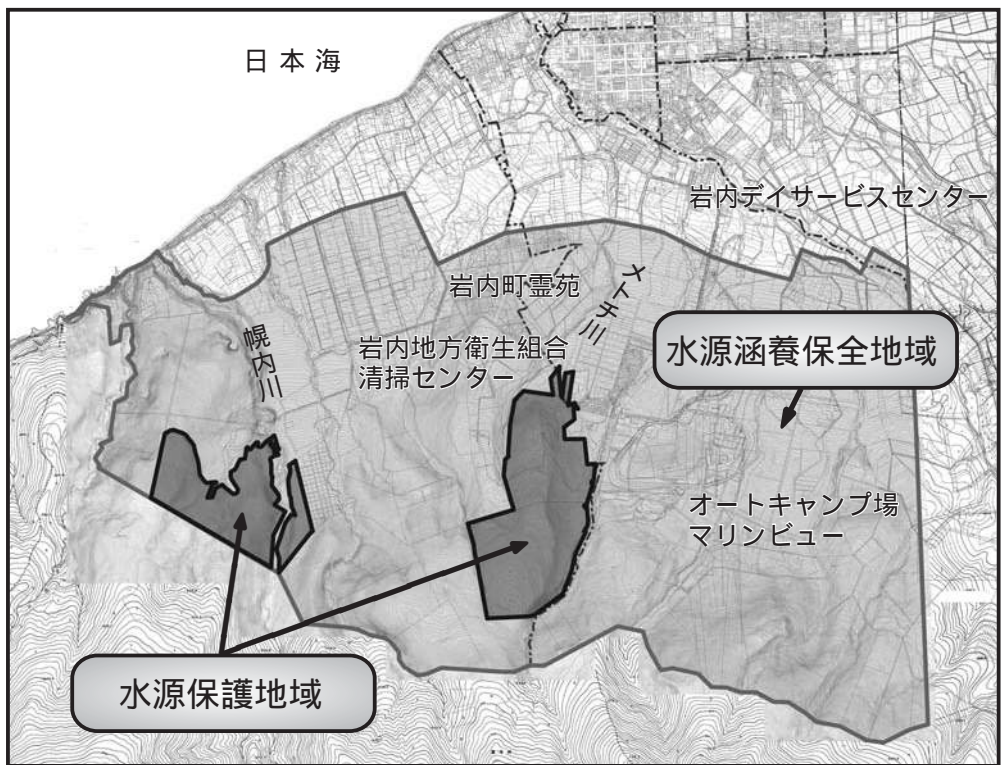 日本海
岩内デイサービスセンター
岩内町霊苑
メトチ川
水源涵養保全地域
幌内川
岩内地方衛生組合
清掃センター
オートキャンプ場
マリンビュー
水源保護地域